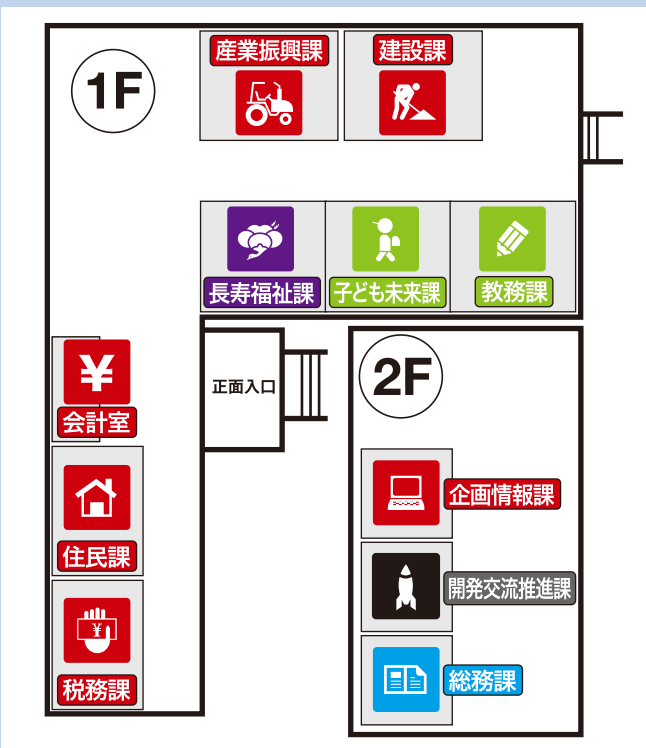 1F
産業振興課
建設課
長寿福祉課
子ども未来課
教務課
¥
会計室
正面入口
住民課
¥
税務課
2F
企画情報課
開発交流推進課
総務課